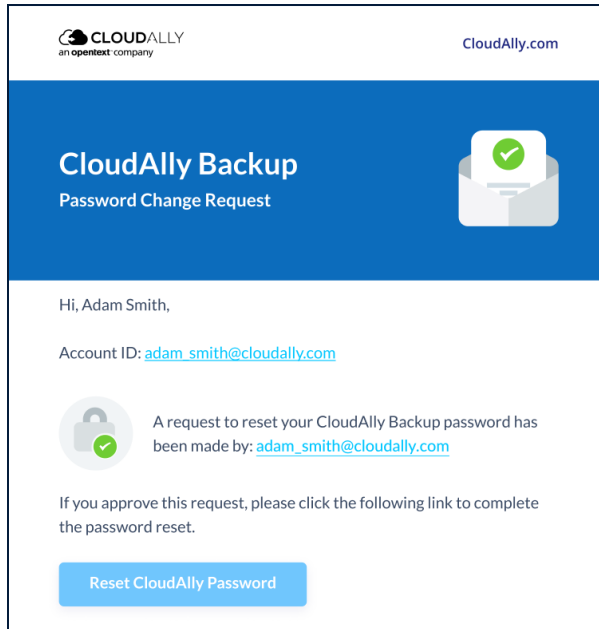 CLOUDALLY
an opentext company
CloudAlly.com
CloudAlly Backup
Password Change Request
Hi, Adam Smith,
Account ID: adam_smith@cloudally.com
A request to reset your CloudAlly Backup password has
been made by: adam_smith@cloudally.com
If you approve this request, please click the following link to complete
the password reset.
Reset CloudAlly Password